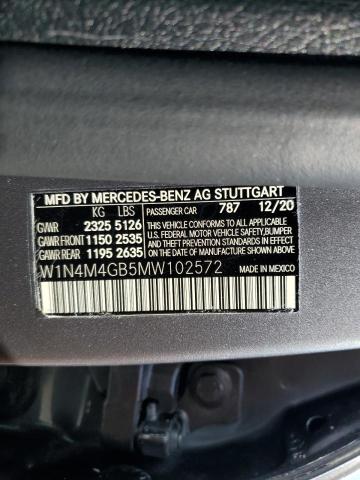 MFD BY MERCEDES-BENZ AG STUTTGART
KG LBS PASSENGER CAR 787 12/20
GVWR 2325 5126 THIS VEHICLE CONFORMS TO ALL APPLICABLE
GAWR FRONT 1150 2535 U.S. FEDERAL MOTOR VEHICLE SAFETY, BUMPER
GAWR REAR 1195 2635 AND THEFT PREVENTION STANDARDS IN EFFECT ON THE DATE OF MANUFACTURE SHOWN ABOVE.
W1N4M4GB5MW102572 MADE IN MEXICO